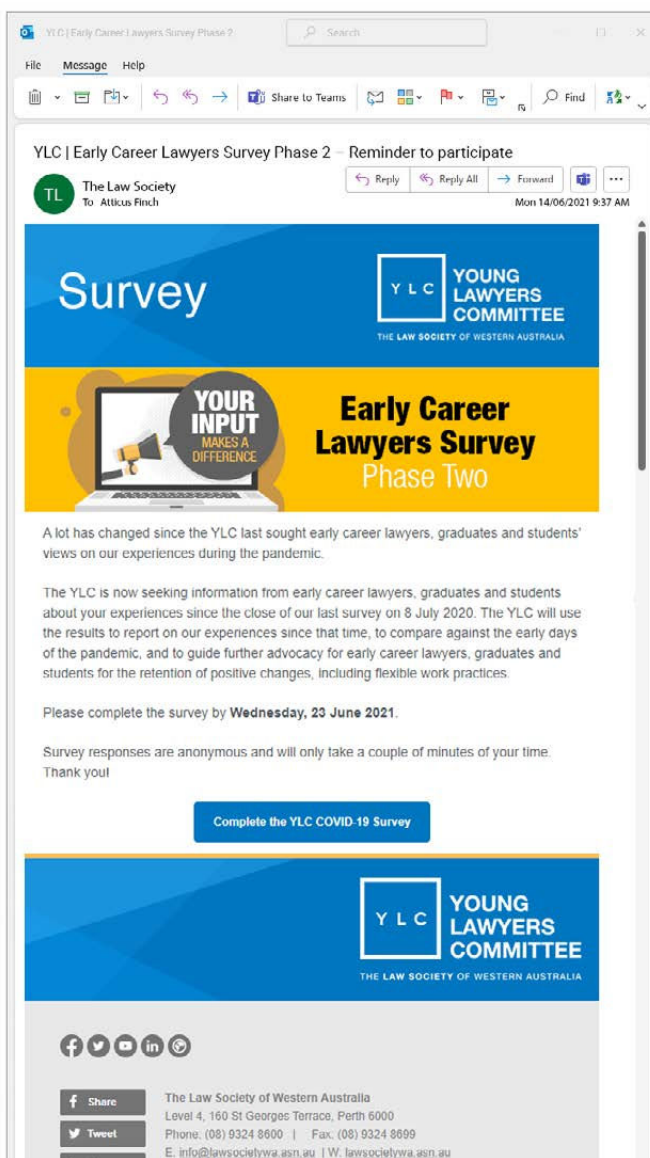 YLC | Early Career Lawyers Survey Phase 2
Search
File Message Help
Share to Teams
Find
YLC | Early Career Lawyers Survey Phase 2 – Reminder to participate
TL
The Law Society
To Atticus Finch
Reply Reply All Forward
Mon 14/06/2021 9:37 AM
Survey
YLC
YOUNG
LAWYERS
COMMITTEE
THE LAW SOCIETY OF WESTERN AUSTRALIA
YOUR
INPUT
MAKES A
DIFFERENCE
Early Career
Lawyers Survey
Phase Two
A lot has changed since the YLC last sought early career lawyers, graduates and students'
views on our experiences during the pandemic.
The YLC is now seeking information from early career lawyers, graduates and students
about your experiences since the close of our last survey on 8 July 2020. The YLC will use
the results to report on our experiences since that time, to compare against the early days
of the pandemic, and to guide further advocacy for early career lawyers, graduates and
students for the retention of positive changes, including flexible work practices.
Please complete the survey by Wednesday, 23 June 2021.
Survey responses are anonymous and will only take a couple of minutes of your time.
Thank you!
Complete the YLC COVID-19 Survey
YLC
YOUNG
LAWYERS
COMMITTEE
THE LAW SOCIETY OF WESTERN AUSTRALIA
Share
Tweet
The Law Society of Western Australia
Level 4, 160 St Georges Terrace, Perth 6000
Phone: (08) 9324 8600 | Fax: (08) 9324 8699
E. info@lawsocietywa.asn.au | W. lawsocietywa.asn.au